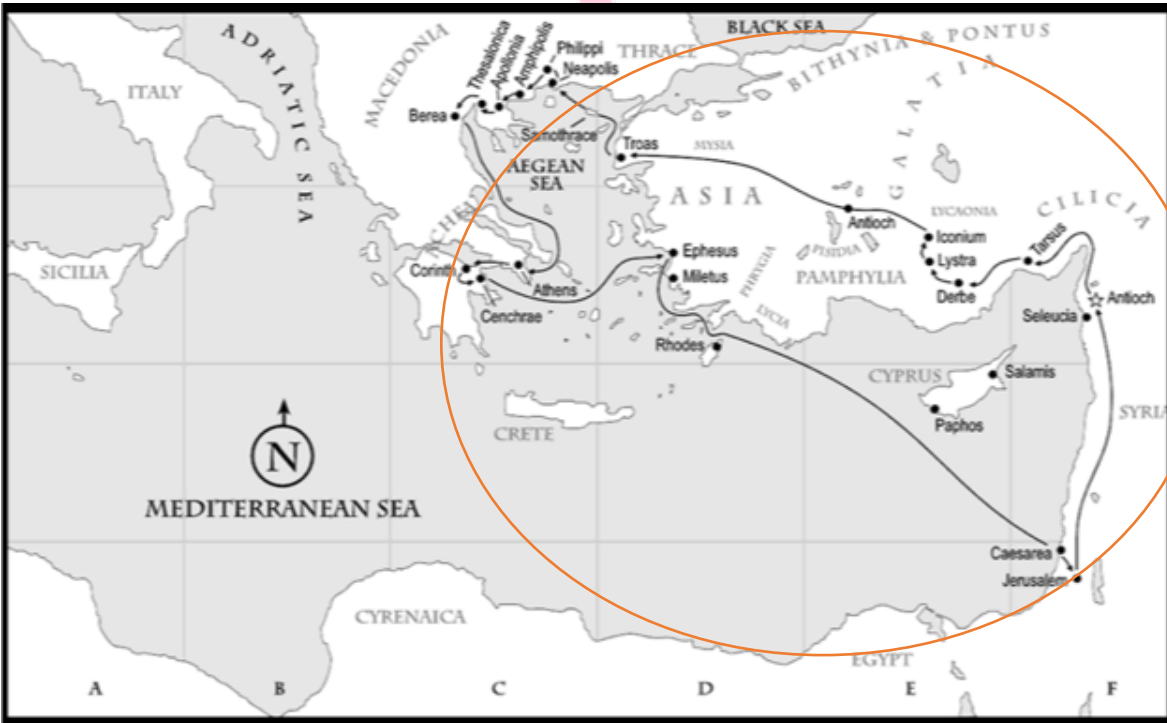 BLACK SEA
ADRIATIC SEA
ITALY
MACEDONIA
Thesalonica
Apollonia
Amphipolis
Philippi
Neapolis
THRACE
BITHYNIA & PONTUS
GALATIA
Berea
Samothrace
Troas
MYSIA
AEGEAN
SEA
ASIA
Antioch
LYCAONIA
CILICIA
Iconium
Tarsus
PISIDIA
Lystra
PHRYGIA
PAMPHYLIA
Derbe
Ephesus
Miletus
SICILIA
Corinth
Athens
Cenchrae
LYCIA
Antioch
Seleucia
Rhodes
CYPRUS
Salamis
Paphos
SYRIA
CRETE
N
MEDITERRANEAN SEA
Caesarea
Jerusalem
CYRENAICA
EGYPT
A B C D E F